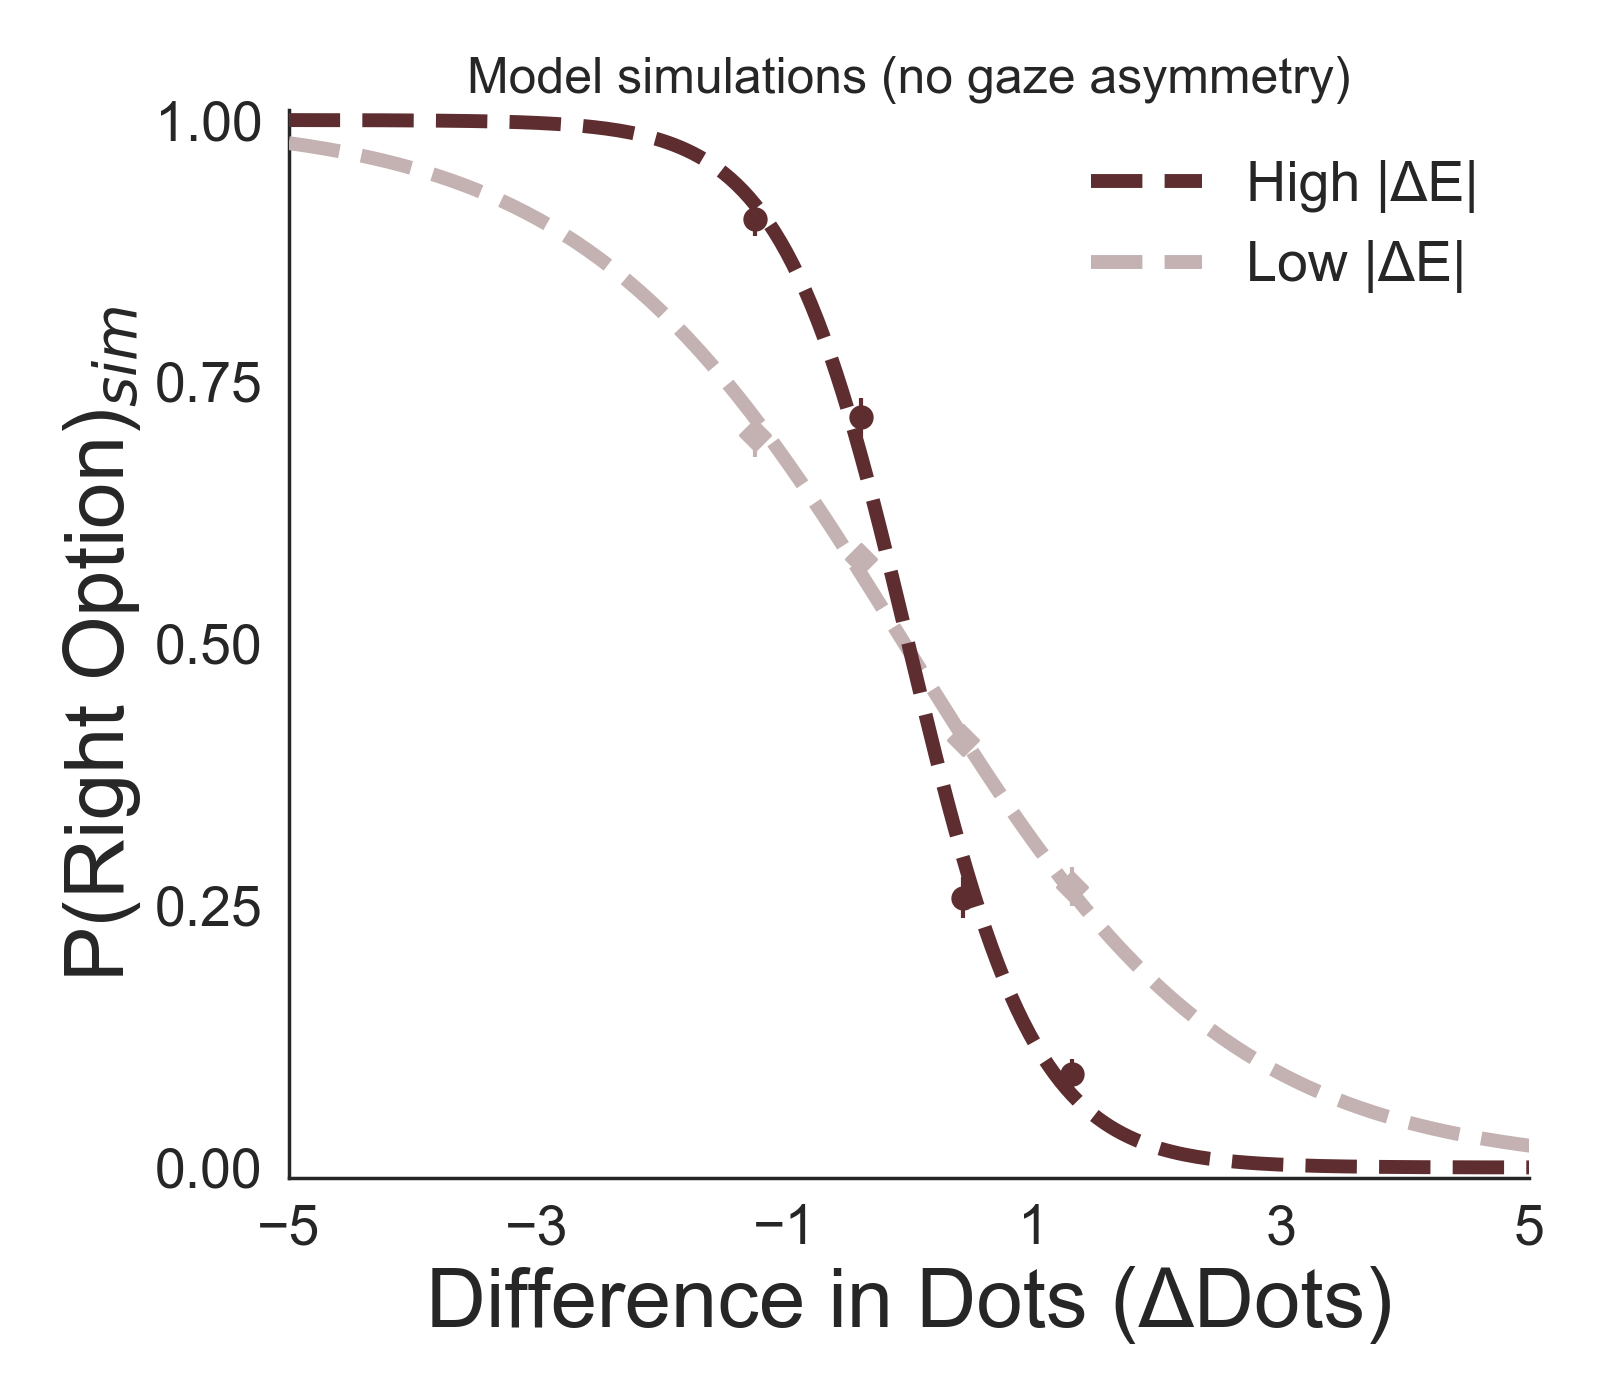 Model simulations (no gaze asymmetry)
High |ΔE|
Low |ΔE|
P(Right Option)sim
1.00
0.75
0.50
0.25
0.00
−5 −3 −1 1 3 5
Difference in Dots (ΔDots)